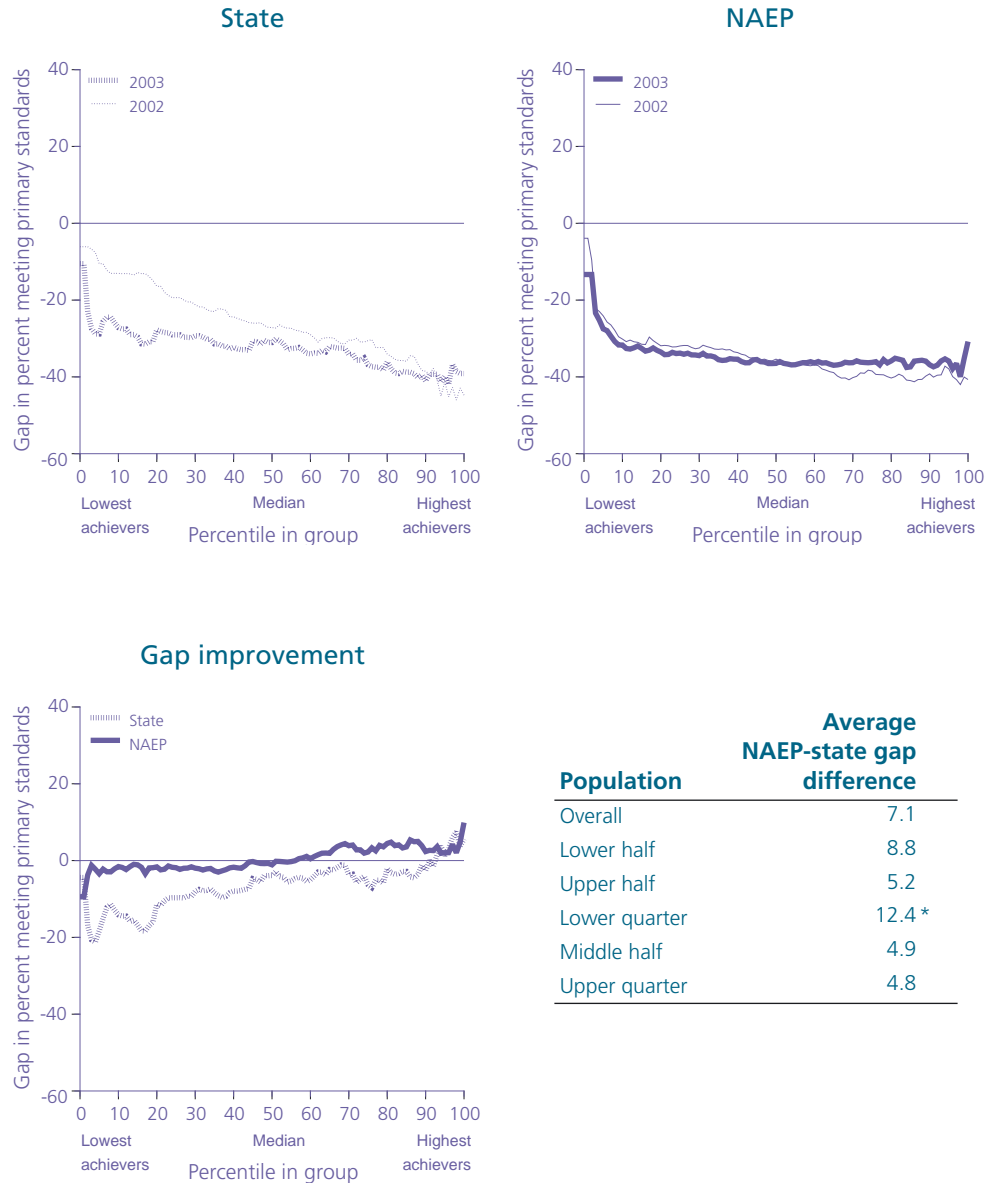 State
Gap in percent meeting primary standards
40
20
0
-20
-40
-60
2003
2002
0 10 20 30 40 50 60 70 80 90 100
Lowest achievers
Median
Highest achievers
Percentile in group
NAEP
Gap in percent meeting primary standards
40
20
0
-20
-40
-60
2003
2002
0 10 20 30 40 50 60 70 80 90 100
Lowest achievers
Median
Highest achievers
Percentile in group
Gap improvement
Gap in percent meeting primary standards
40
20
0
-20
-40
-60
State
NAEP
0 10 20 30 40 50 60 70 80 90 100
Lowest achievers
Median
Highest achievers
Percentile in group
Population Average NAEP-state gap difference
Overall 7.1
Lower half 8.8
Upper half 5.2
Lower quarter 12.4 *
Middle half 4.9
Upper quarter 4.8